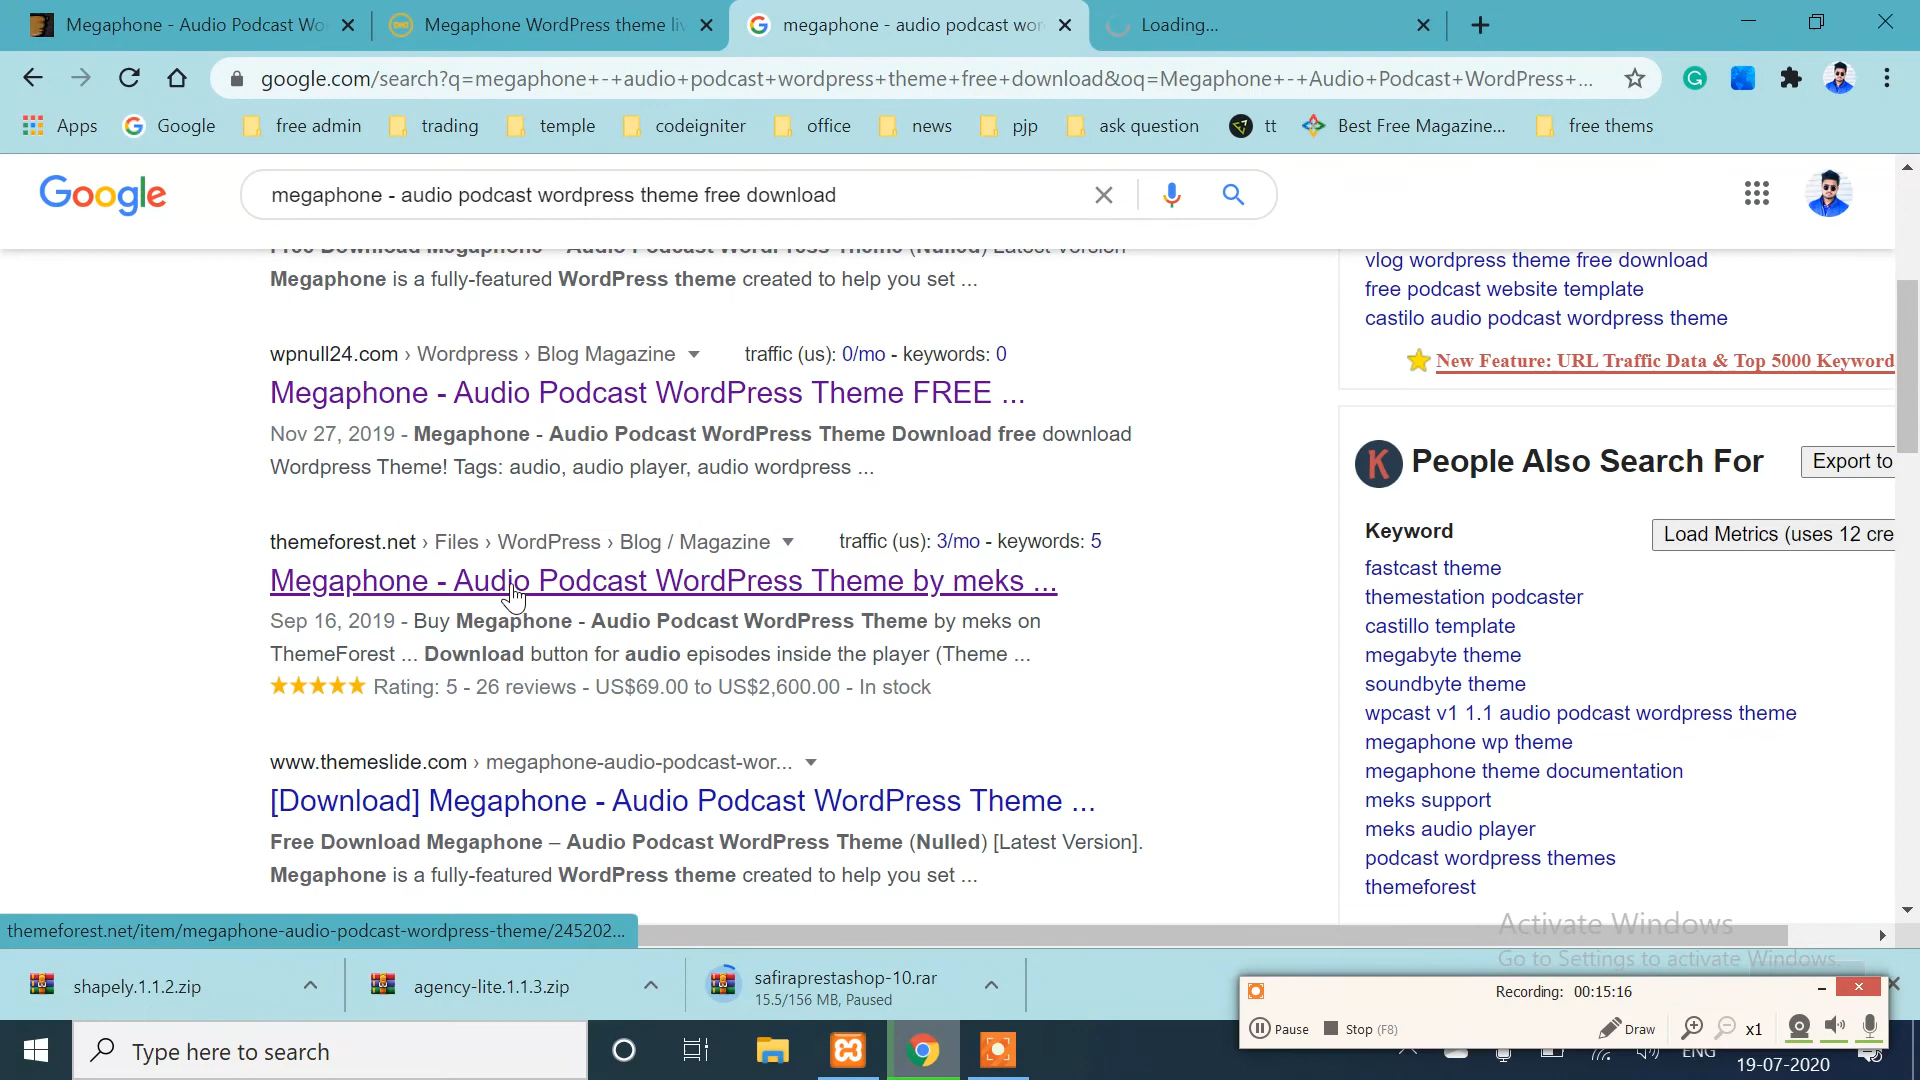 Megaphone - Audio Podcast Wo
Megaphone WordPress theme liv
megaphone - audio podcast wor
Loading...
google.com/search?q=megaphone+-+audio+podcast+wordpress+theme+free+download&oq=Megaphone+-+Audio+Podcast+WordPress+...
Apps
Google
free admin
trading
temple
codeigniter
office
news
pjp
ask question
tt
Best Free Magazine...
free thems
Google
megaphone - audio podcast wordpress theme free download
Free Download Megaphone – Audio Podcast WordPress Theme (Nulled) Latest Version
Megaphone is a fully-featured WordPress theme created to help you set ...
wpnull24.com › Wordpress › Blog Magazine
traffic (us): 0/mo - keywords: 0
Megaphone - Audio Podcast WordPress Theme FREE ...
Nov 27, 2019 - Megaphone - Audio Podcast WordPress Theme Download free download
Wordpress Theme! Tags: audio, audio player, audio wordpress ...
themeforest.net › Files › WordPress › Blog / Magazine
traffic (us): 3/mo - keywords: 5
Megaphone - Audio Podcast WordPress Theme by meks ...
Sep 16, 2019 - Buy Megaphone - Audio Podcast WordPress Theme by meks on
ThemeForest ... Download button for audio episodes inside the player (Theme ...
Rating: 5 - 26 reviews - US$69.00 to US$2,600.00 - In stock
www.themeslide.com › megaphone-audio-podcast-wor...
[Download] Megaphone - Audio Podcast WordPress Theme ...
Free Download Megaphone – Audio Podcast WordPress Theme (Nulled) [Latest Version].
Megaphone is a fully-featured WordPress theme created to help you set ...
vlog wordpress theme free download
free podcast website template
castilo audio podcast wordpress theme
New Feature: URL Traffic Data & Top 5000 Keyword
K
People Also Search For
Export to
Keyword
Load Metrics (uses 12 cre
fastcast theme
themestation podcaster
castillo template
megabyte theme
soundbyte theme
wpcast v1 1.1 audio podcast wordpress theme
megaphone wp theme
megaphone theme documentation
meks support
meks audio player
podcast wordpress themes
themeforest
Activate Windows
Go to Settings to activate Windows.
themeforest.net/item/megaphone-audio-podcast-wordpress-theme/245202...
shapely.1.1.2.zip
agency-lite.1.1.3.zip
safiraprestashop-10.rar
15.5/156 MB, Paused
Recording: 00:15:16
Pause
Stop (F8)
Draw
x1
Type here to search
ENG
19-07-2020